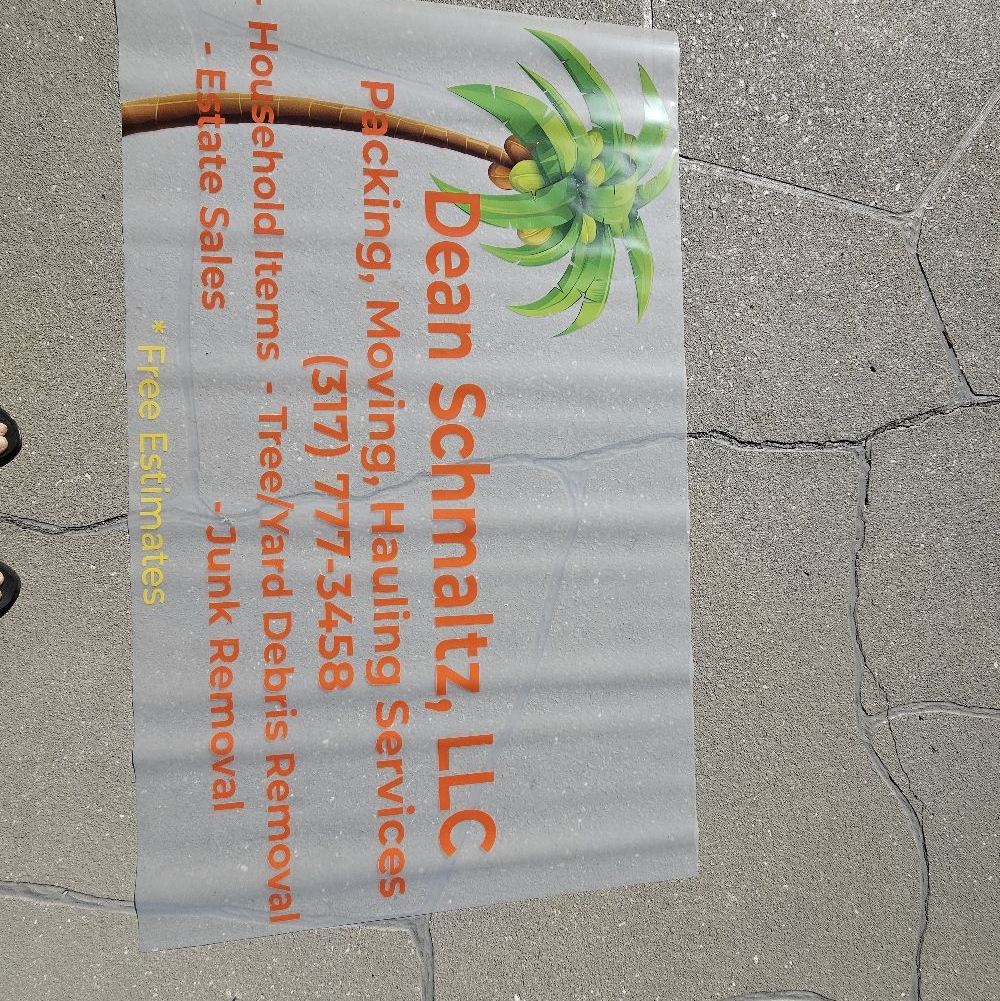 Dean Schmaltz, LLC
Packing, Moving, Hauling Services
(317) 777-3458
- Household Items - Tree/Yard Debris Removal
- Estate Sales - Junk Removal
* Free Estimates